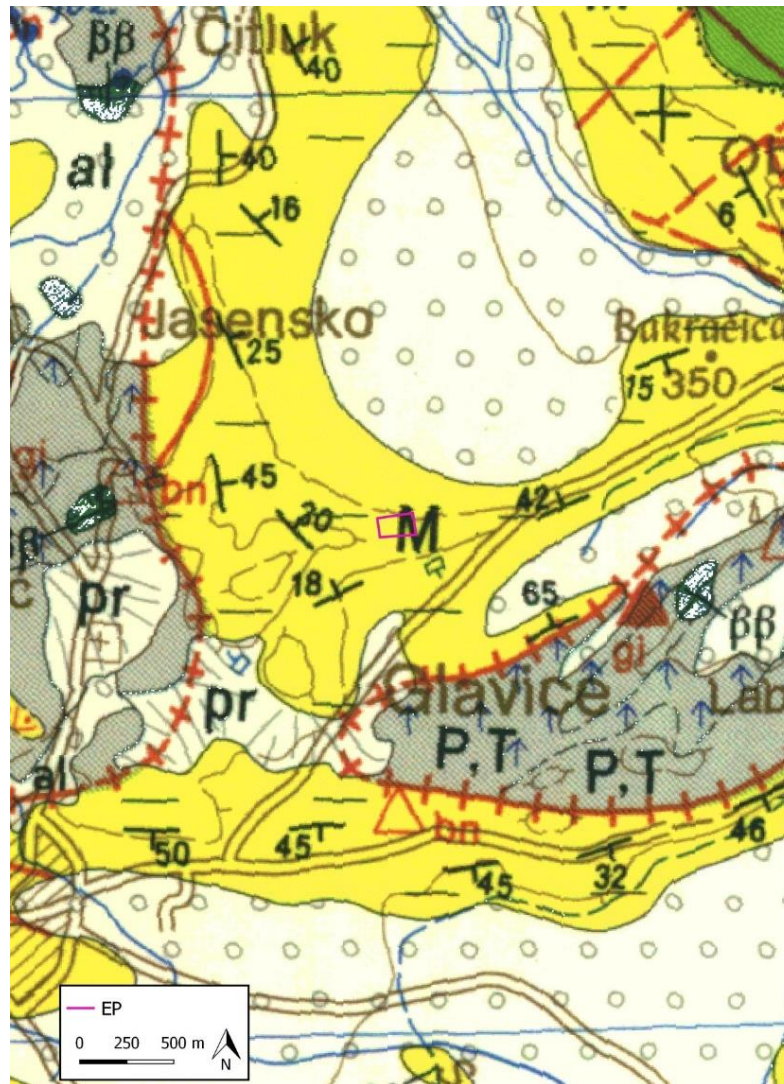 Čitluk
ββ
40
al
40
16
6
Jasensko
25
Bukračica
15
350
gi
bn
45
30
M
42
18
65
pr
ββ
gi
Glavice
pr
P,T
P,T
al
bn
50
45
46
45
32
EP
0 250 500 m
N